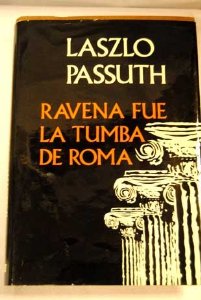 LASZLO
PASSUTH
RAVENA FUE
LA TUMBA
DE ROMA